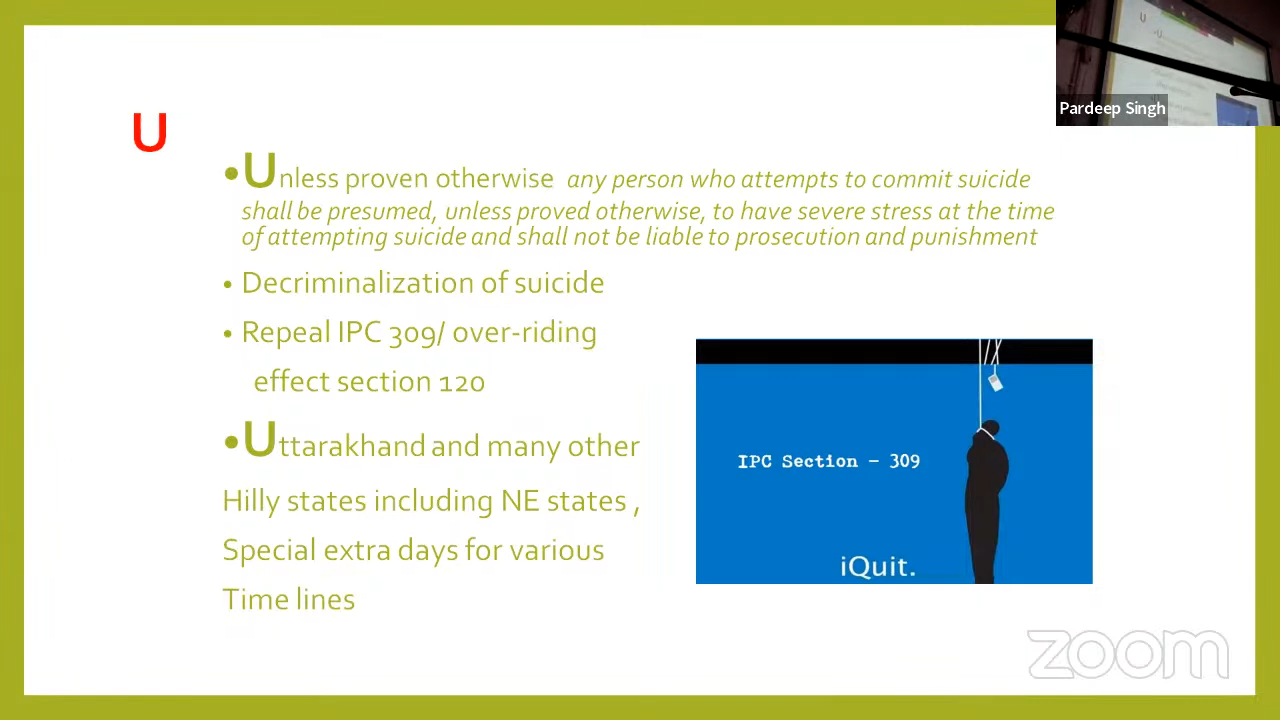 Pardeep Singh
U
•Unless proven otherwise any person who attempts to commit suicide
shall be presumed, unless proved otherwise, to have severe stress at the time
of attempting suicide and shall not be liable to prosecution and punishment
• Decriminalization of suicide
• Repeal IPC 309/ over-riding
effect section 120
•Uttarakhand and many other
Hilly states including NE states ,
Special extra days for various
Time lines
IPC Section – 309
iQuit.
zoom